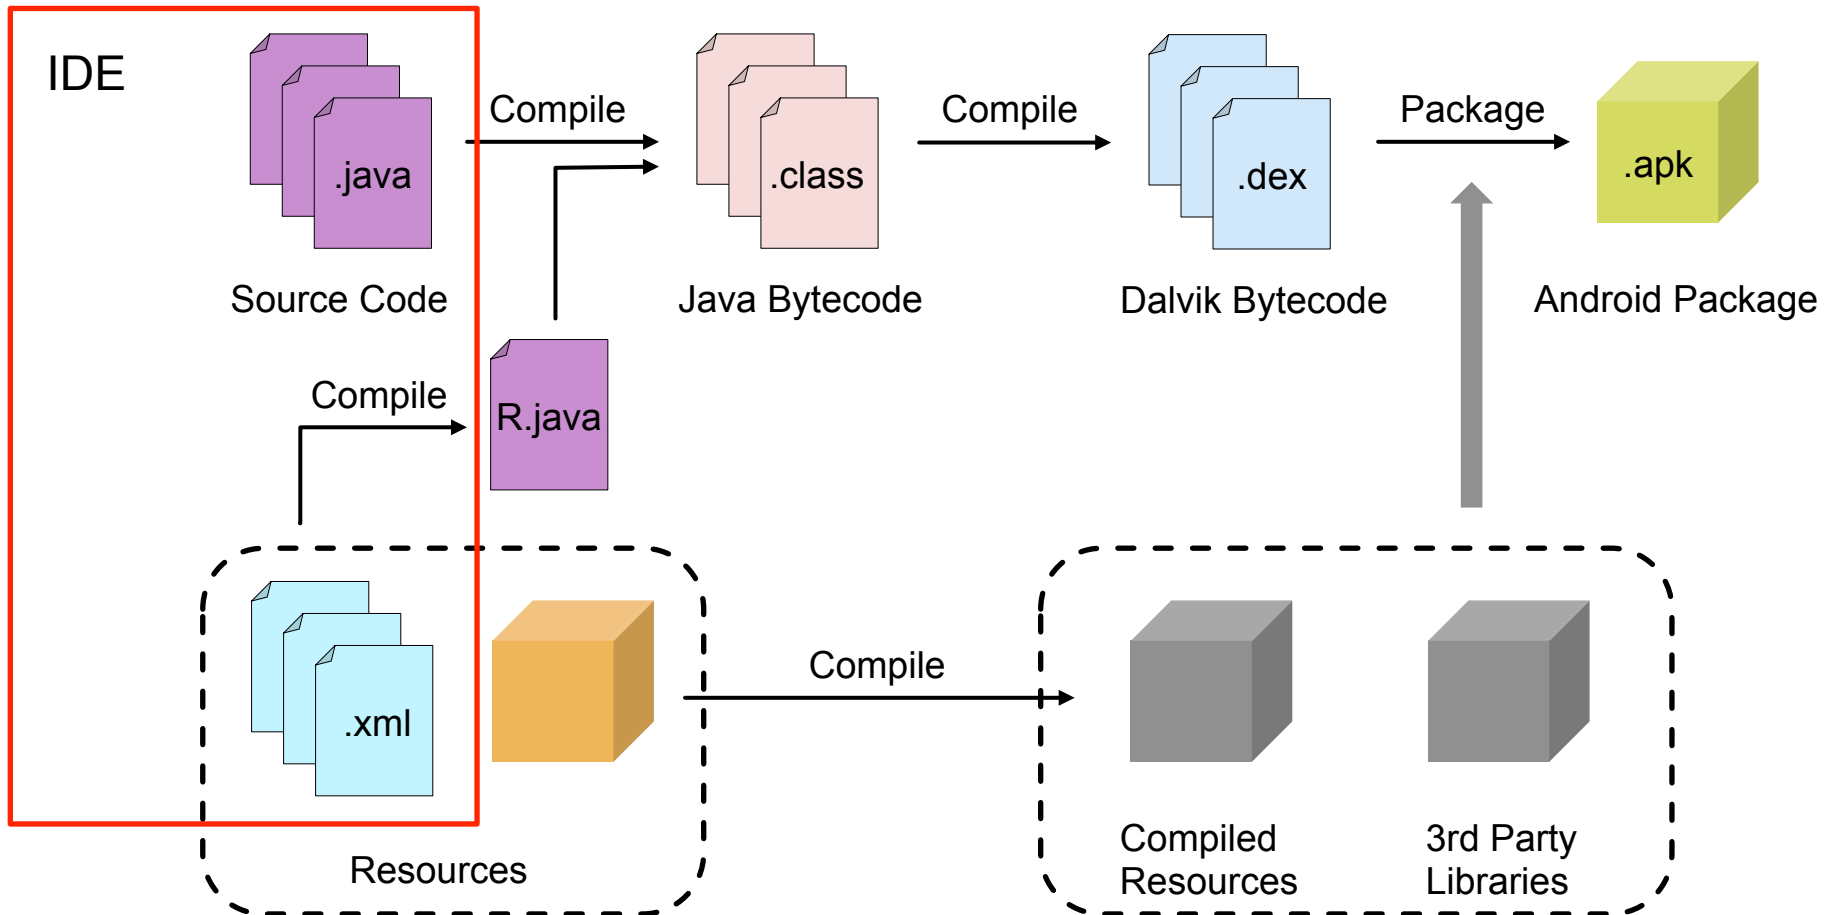 IDE
.java
Compile
.class
Compile
.dex
Package
.apk
Source Code
Java Bytecode
Dalvik Bytecode
Android Package
Compile
R.java
.xml
Compile
Resources
Compiled
Resources
3rd Party
Libraries